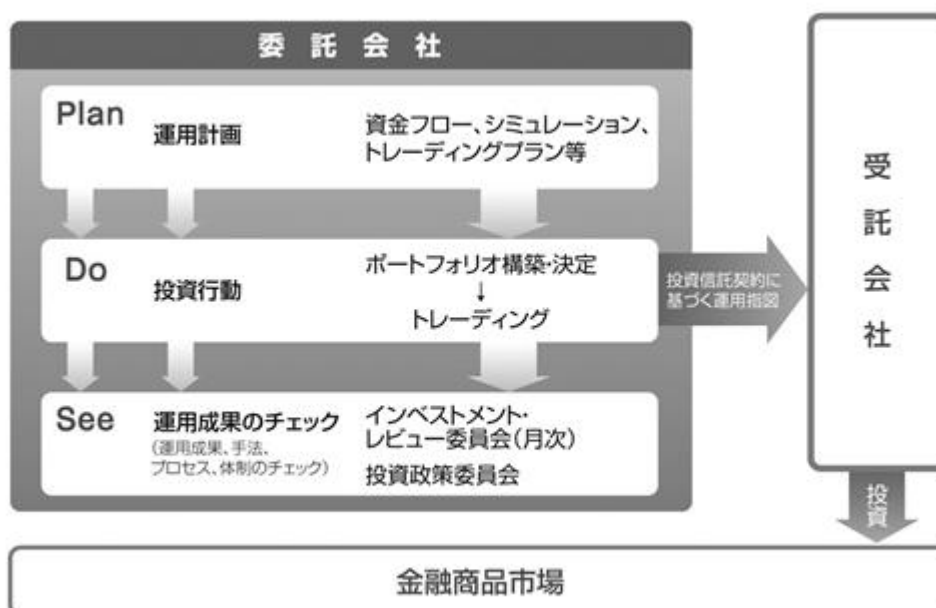 委託会社
Plan
運用計画
資金フロー、シミュレーション、
トレーディングプラン等
Do
投資行動
ポートフォリオ構築・決定
↓
トレーディング
投資信託契約に
基づく運用指図
See
運用成果のチェック
(運用成果、手法、
プロセス、体制のチェック)
インベストメント・
レビュー委員会(月次)
投資政策委員会
受託会社
投資
金融商品市場